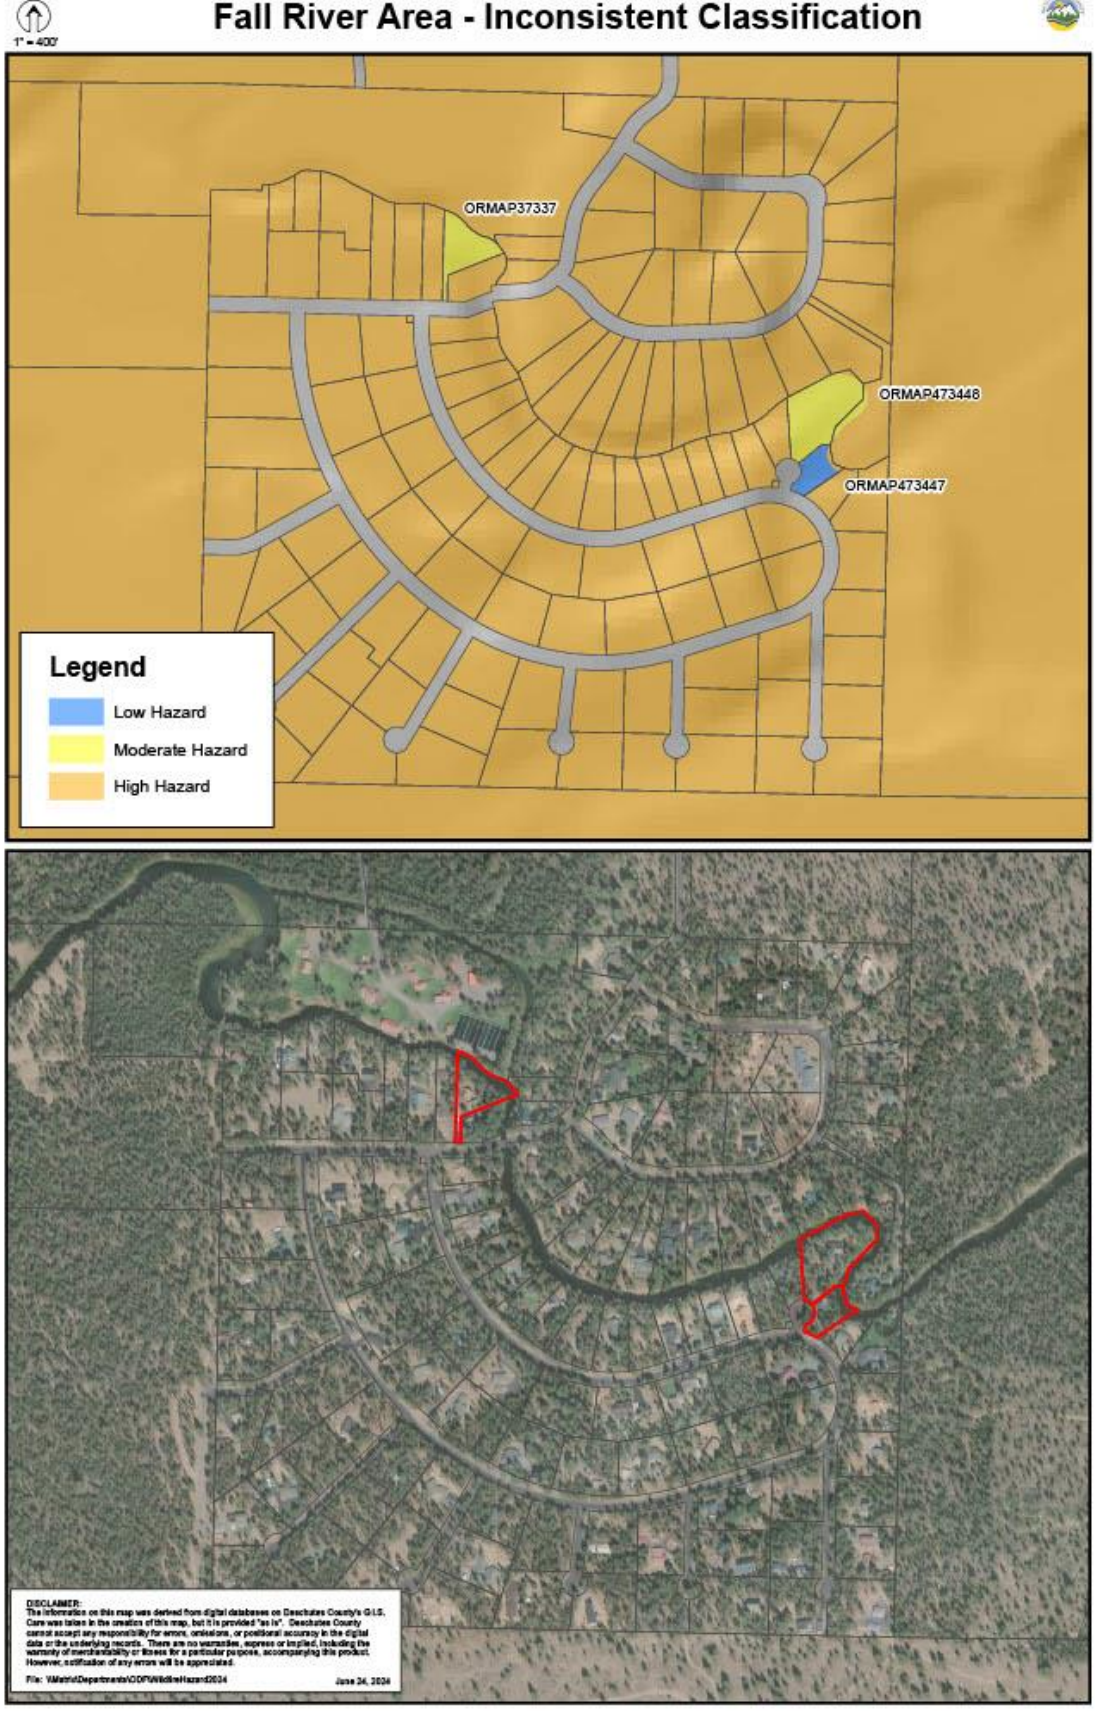 Fall River Area - Inconsistent Classification
1" = 400'
ORMAP37337
ORMAP473448
ORMAP473447
Legend
Low Hazard
Moderate Hazard
High Hazard
DISCLAIMER:
The information on this map was derived from digital databases on Deschutes County's G.I.S.
Care was taken in the creation of this map, but it is provided "as is". Deschutes County
cannot accept any responsibility for errors, omissions, or positional accuracy in the digital
data or the underlying records. There are no warranties, express or implied, including the
warranty of merchantability or fitness for a particular purpose, accompanying this product.
However, notification of any errors will be appreciated.
File: \\Matrix\Departments\ODF\WildfireHazard2024
June 24, 2024